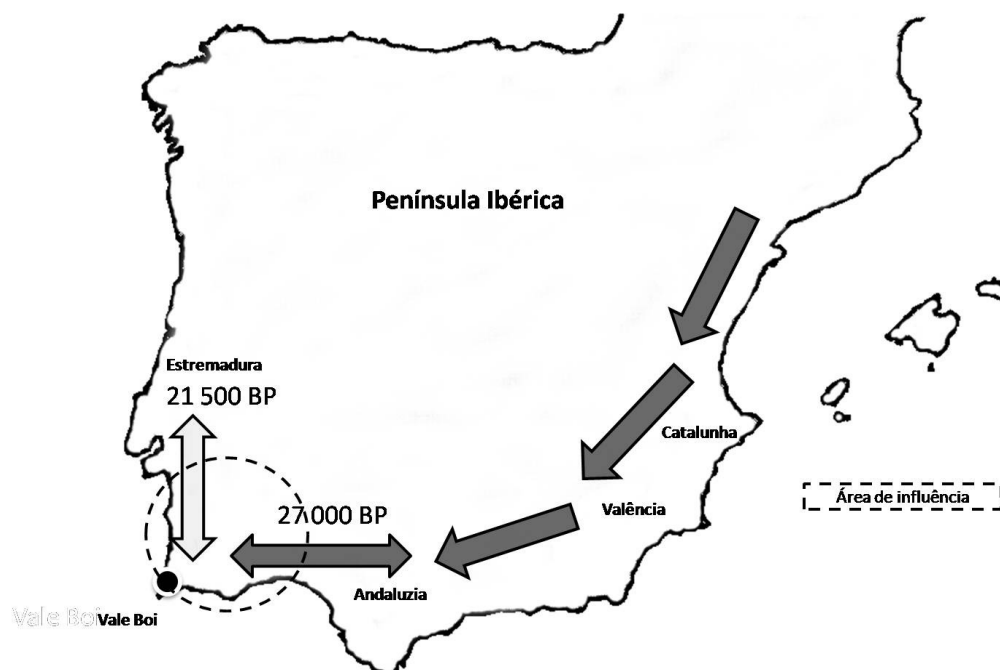 Península Ibérica
Estremadura
21 500 BP
Catalunha
Área de influência
Valência
27 000 BP
Andaluzia
Vale Boi
Vale Boi